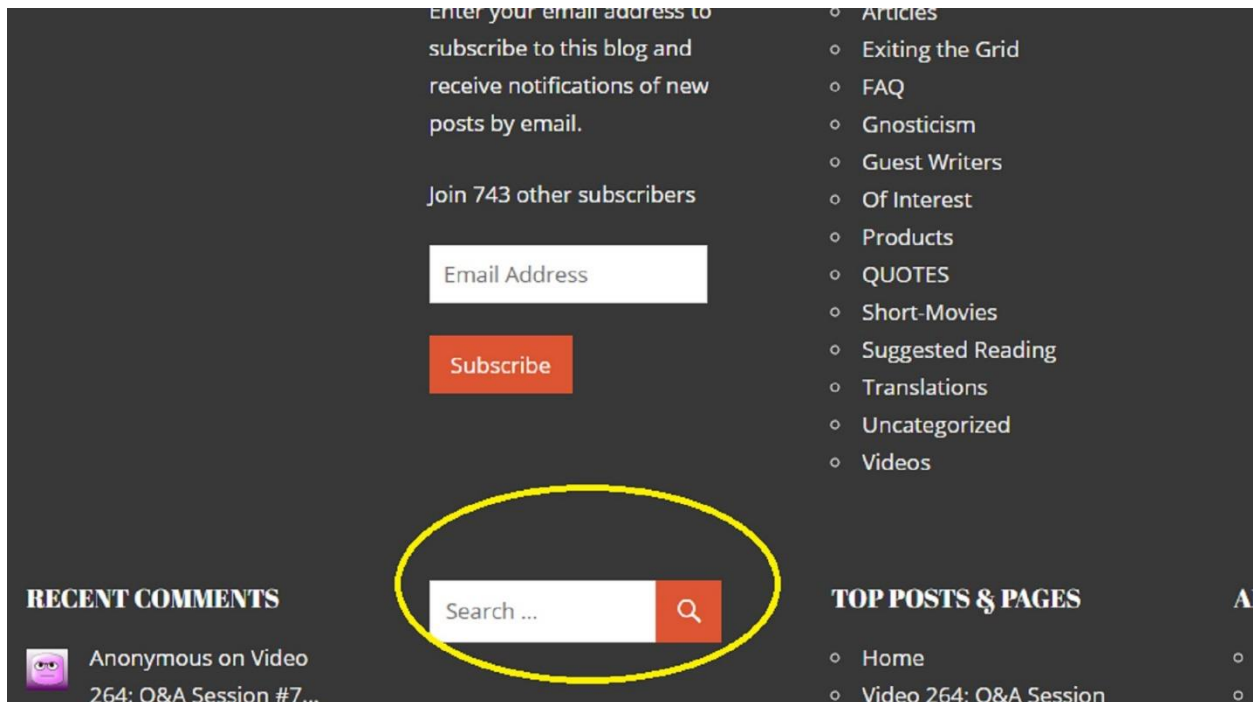 Enter your email address to
subscribe to this blog and
receive notifications of new
posts by email.
Join 743 other subscribers
Email Address
Subscribe
Articles
Exiting the Grid
FAQ
Gnosticism
Guest Writers
Of Interest
Products
QUOTES
Short-Movies
Suggested Reading
Translations
Uncategorized
Videos
RECENT COMMENTS
Anonymous on Video
264: Q&A Session #7...
Search ...
TOP POSTS & PAGES
Home
Video 264: Q&A Session